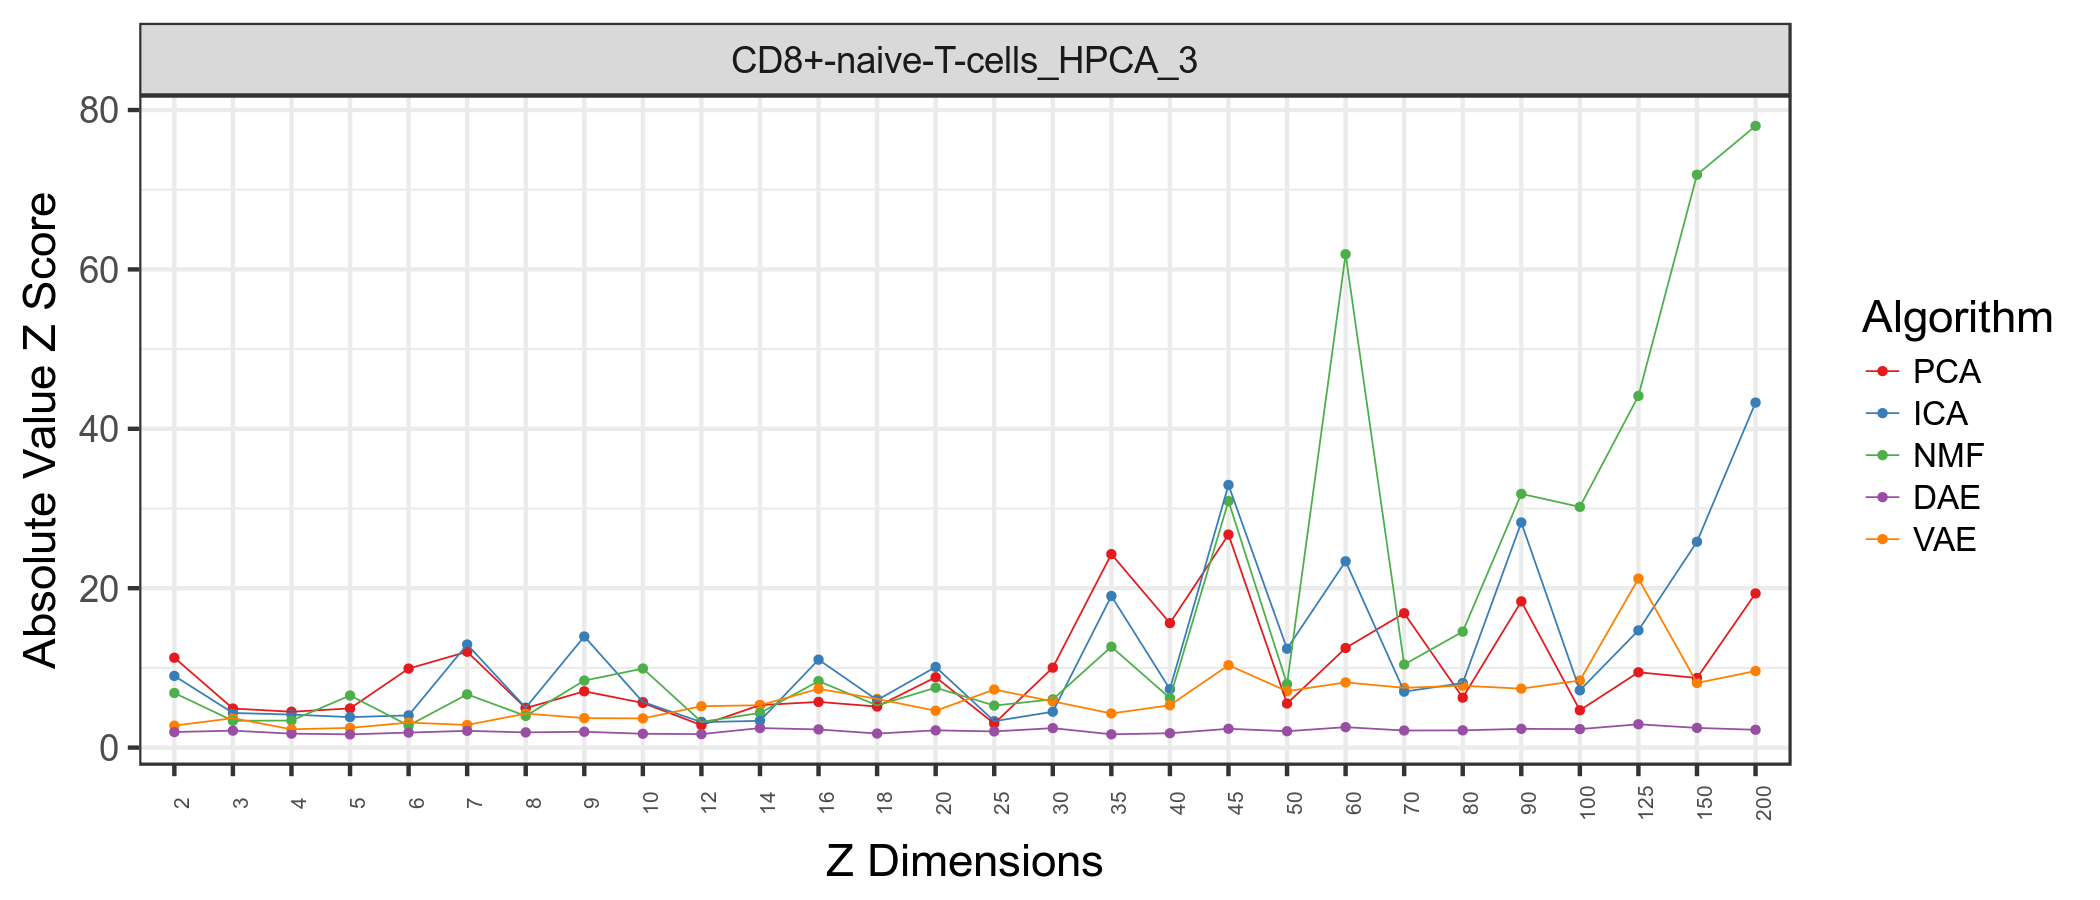 CD8+-naive-T-cells_HPCA_3
Absolute Value Z Score
80
60
40
20
0
2 3 4 5 6 7 8 9 10 12 14 16 18 20 25 30 35 40 45 50 60 70 80 90 100 125 150 200
Z Dimensions
Algorithm
PCA
ICA
NMF
DAE
VAE